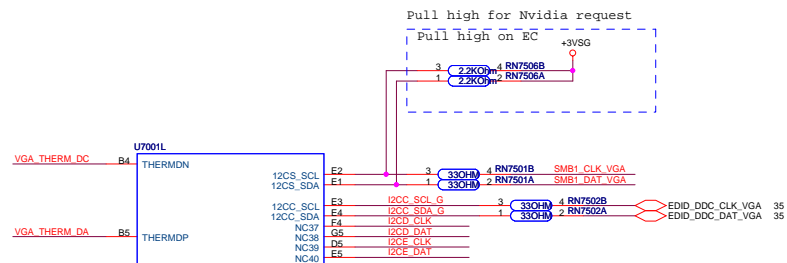 Pull high for Nvidia request
Pull high on EC
+3VSG
3 2.2KOhm 4 RN7506B
1 2.2KOhm 2 RN7506A
U7001L
VGA_THERM_DC B4 THERMDN
12CS_SCL E2 3 33OHM 4 RN7501B SMB1_CLK_VGA
12CS_SDA E1 1 33OHM 2 RN7501A SMB1_DAT_VGA
12CC_SCL E3 I2CC_SCL_G 3 33OHM 4 RN7502B EDID_DDC_CLK_VGA 35
12CC_SDA E4 I2CC_SDA_G 1 33OHM 2 RN7502A EDID_DDC_DAT_VGA 35
NC37 F4 I2CD_CLK
VGA_THERM_DA B5 THERMDP NC38 G5 I2CD_DAT
NC39 D5 I2CE_CLK
NC40 E5 I2CE_DAT